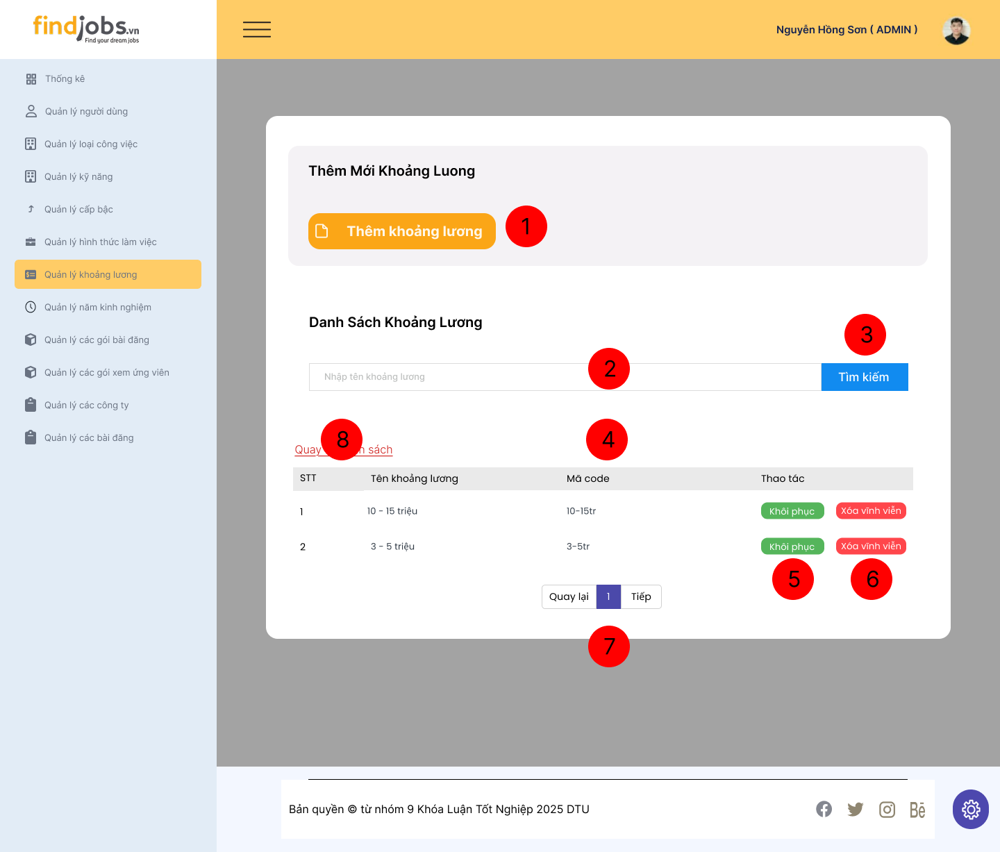 findjobs.vn
Find your dream jobs
Nguyễn Hồng Sơn ( ADMIN )
Thống kê
Quản lý người dùng
Quản lý loại công việc
Quản lý kỹ năng
Quản lý cấp bậc
Quản lý hình thức làm việc
Quản lý khoảng lương
Quản lý năm kinh nghiệm
Quản lý các gói bài đăng
Quản lý các gói xem ứng viên
Quản lý các công ty
Quản lý các bài đăng
Thêm Mới Khoảng Luong
Thêm khoảng lương
1
Danh Sách Khoảng Lương
3
2
Nhập tên khoảng lương
Tìm kiếm
8
4
Quay sách
STT Tên khoảng lương Mã code Thao tác
1 10 - 15 triệu 10-15tr Khôi phục Xóa vĩnh viễn
2 3 - 5 triệu 3-5tr Khôi phục Xóa vĩnh viễn
5
6
Quay lại 1 Tiếp
7
Bản quyền © từ nhóm 9 Khóa Luận Tốt Nghiệp 2025 DTU
Bē